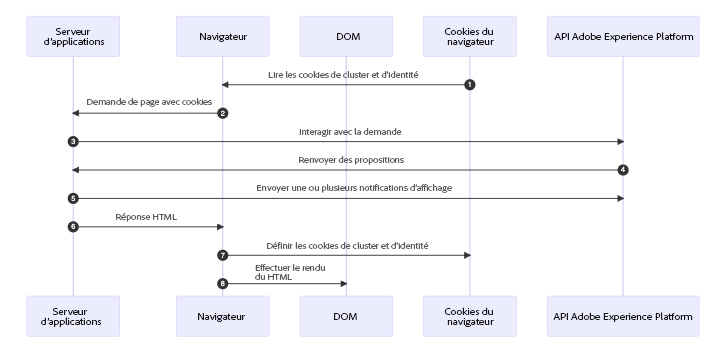 Serveur
d'applications
Navigateur
DOM
Cookies du
navigateur
API Adobe Experience Platform
Lire les cookies de cluster et d'identité
1
Demande de page avec cookies
2
Interagir avec la demande
3
Renvoyer des propositions
4
Envoyer une ou plusieurs notifications d'affichage
5
Réponse HTML
6
Définir les cookies de cluster et d'identité
7
Effectuer le rendu
du HTML
8
Serveur
d'applications
Navigateur
DOM
Cookies du
navigateur
API Adobe Experience Platform